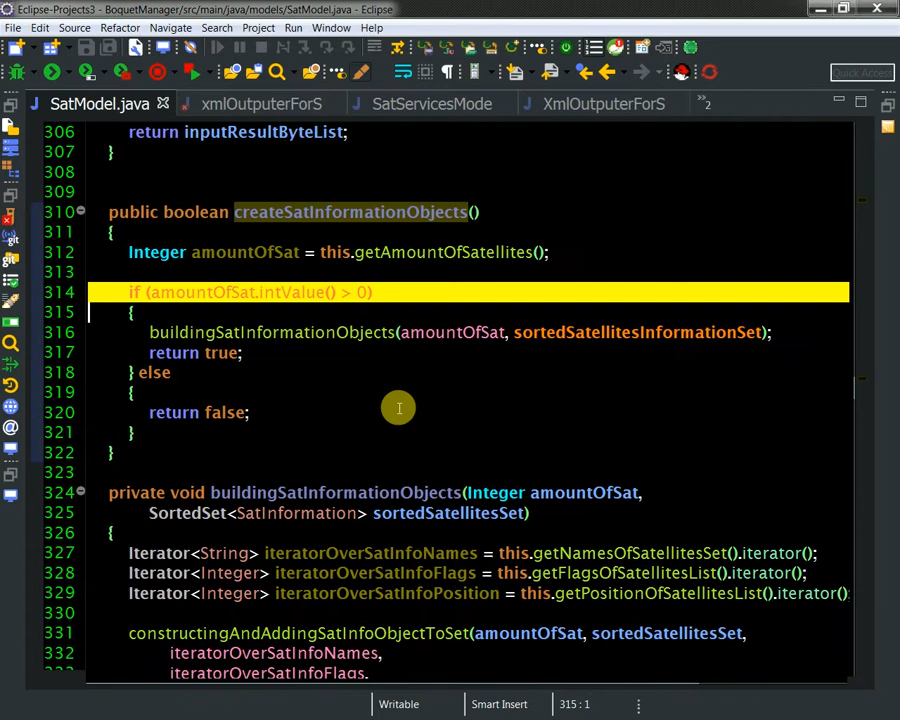 Eclipse-Projects3 - BoquetManager/src/main/java/models/SatModel.java - Eclipse
File Edit Source Refactor Navigate Search Project Run Window Help
Quick Access
SatModel.java xmlOutputerForS SatServicesMode XmlOutputerForS »2
306 return inputResultByteList;
307 }
308
309
310 public boolean createSatInformationObjects()
311 {
312 Integer amountOfSat = this.getAmountOfSatellites();
313
314 if (amountOfSat.intValue() > 0)
315 {
316 buildingSatInformationObjects(amountOfSat, sortedSatellitesInformationSet);
317 return true;
318 } else
319 {
320 return false;
321 }
322 }
323
324 private void buildingSatInformationObjects(Integer amountOfSat,
325 SortedSet<SatInformation> sortedSatellitesSet)
326 {
327 Iterator<String> iteratorOverSatInfoNames = this.getNamesOfSatellitesSet().iterator();
328 Iterator<Integer> iteratorOverSatInfoFlags = this.getFlagsOfSatellitesList().iterator();
329 Iterator<Integer> iteratorOverSatInfoPosition = this.getPositionOfSatellitesList().iterator();
330
331 constructingAndAddingSatInfoObjectToSet(amountOfSat, sortedSatellitesSet,
332 iteratorOverSatInfoNames,
iteratorOverSatInfoFlags,
Writable Smart Insert 315 : 1